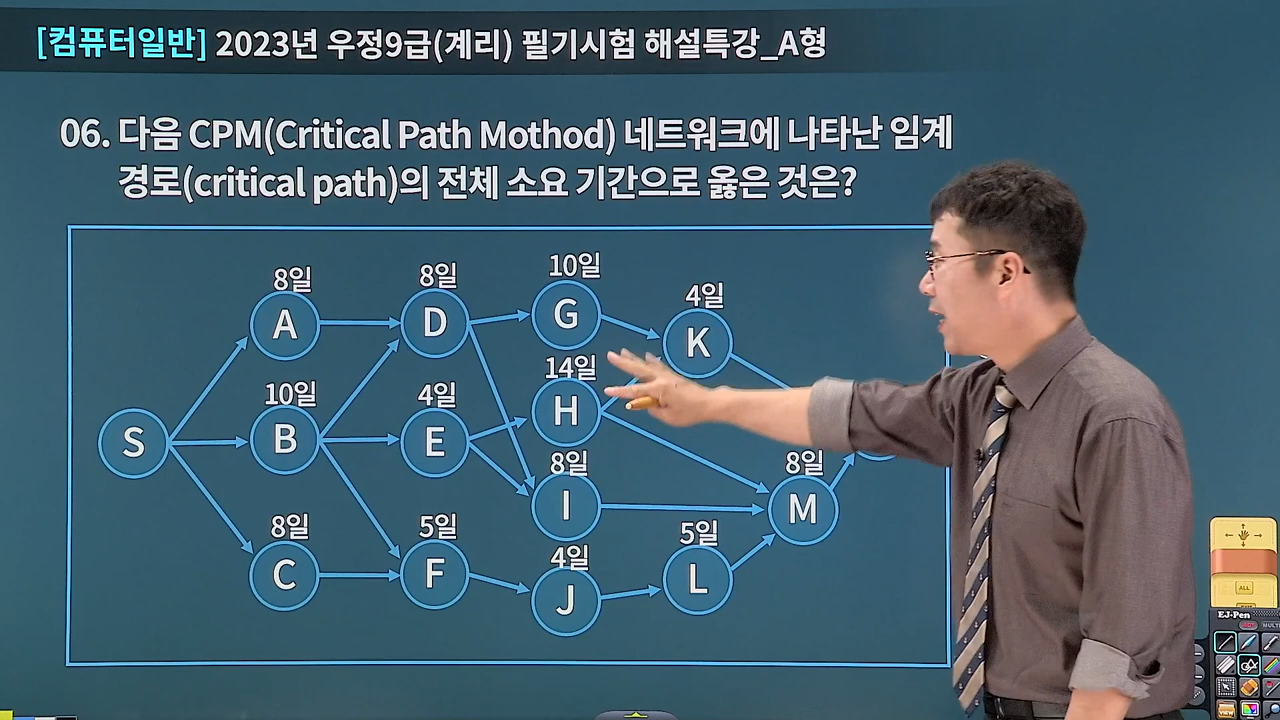 [컴퓨터일반] 2023년 우정9급(계리) 필기시험 해설특강_A형
06. 다음 CPM(Critical Path Mothod) 네트워크에 나타난 임계
경로(critical path)의 전체 소요 기간으로 옳은 것은?
8일
8일
10일
4일
A
D
G
K
10일
4일
14일
S
B
E
H
8일
8일
I
M
8일
5일
4일
5일
C
F
J
L
ALL
EJ-Pen
MULTI